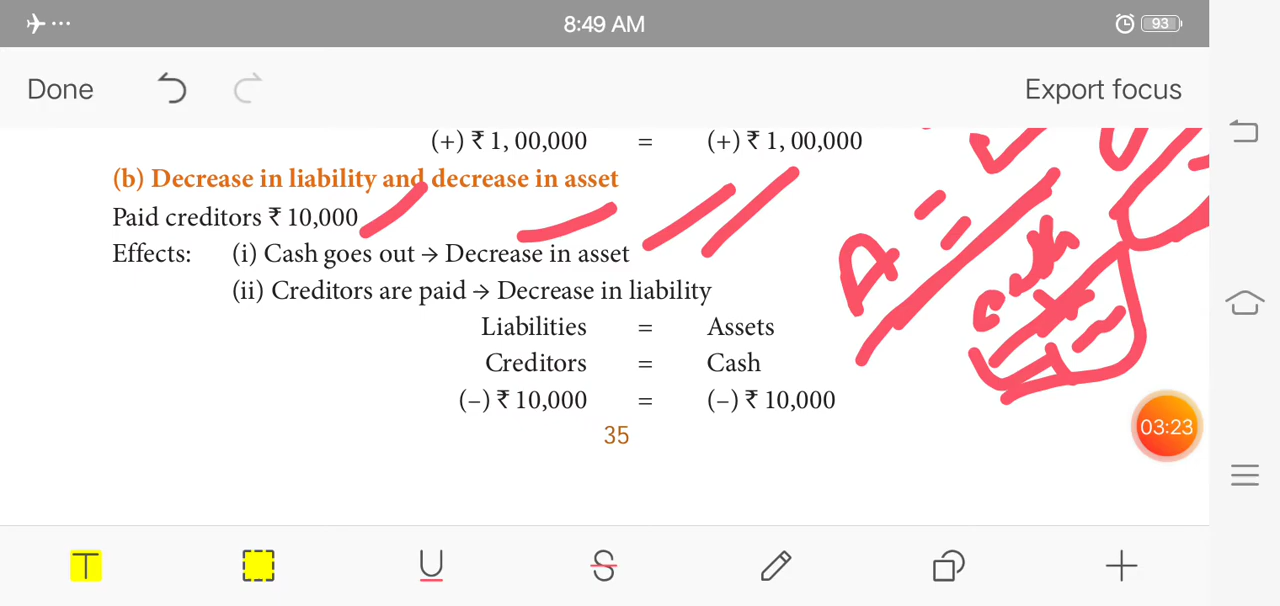 8:49 AM
93
Done
Export focus
(+) ₹ 1, 00,000 = (+) ₹ 1, 00,000
(b) Decrease in liability and decrease in asset
Paid creditors ₹ 10,000
Effects: (i) Cash goes out → Decrease in asset
(ii) Creditors are paid → Decrease in liability
Liabilities = Assets
Creditors = Cash
(–) ₹ 10,000 = (–) ₹ 10,000
03:23
35
T
U
S